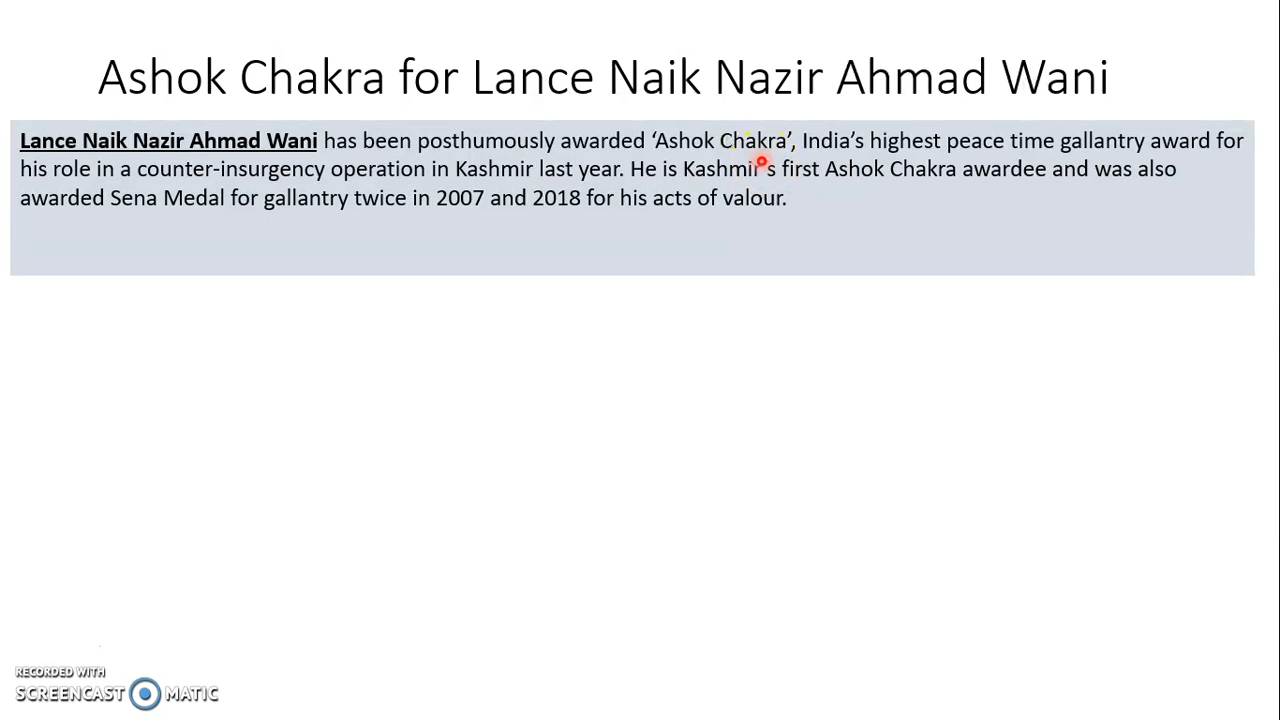 Ashok Chakra for Lance Naik Nazir Ahmad Wani
Lance Naik Nazir Ahmad Wani has been posthumously awarded ‘Ashok Chakra’, India’s highest peace time gallantry award for
his role in a counter-insurgency operation in Kashmir last year. He is Kashmir’s first Ashok Chakra awardee and was also
awarded Sena Medal for gallantry twice in 2007 and 2018 for his acts of valour.
RECORDED WITH
SCREENCAST MATIC